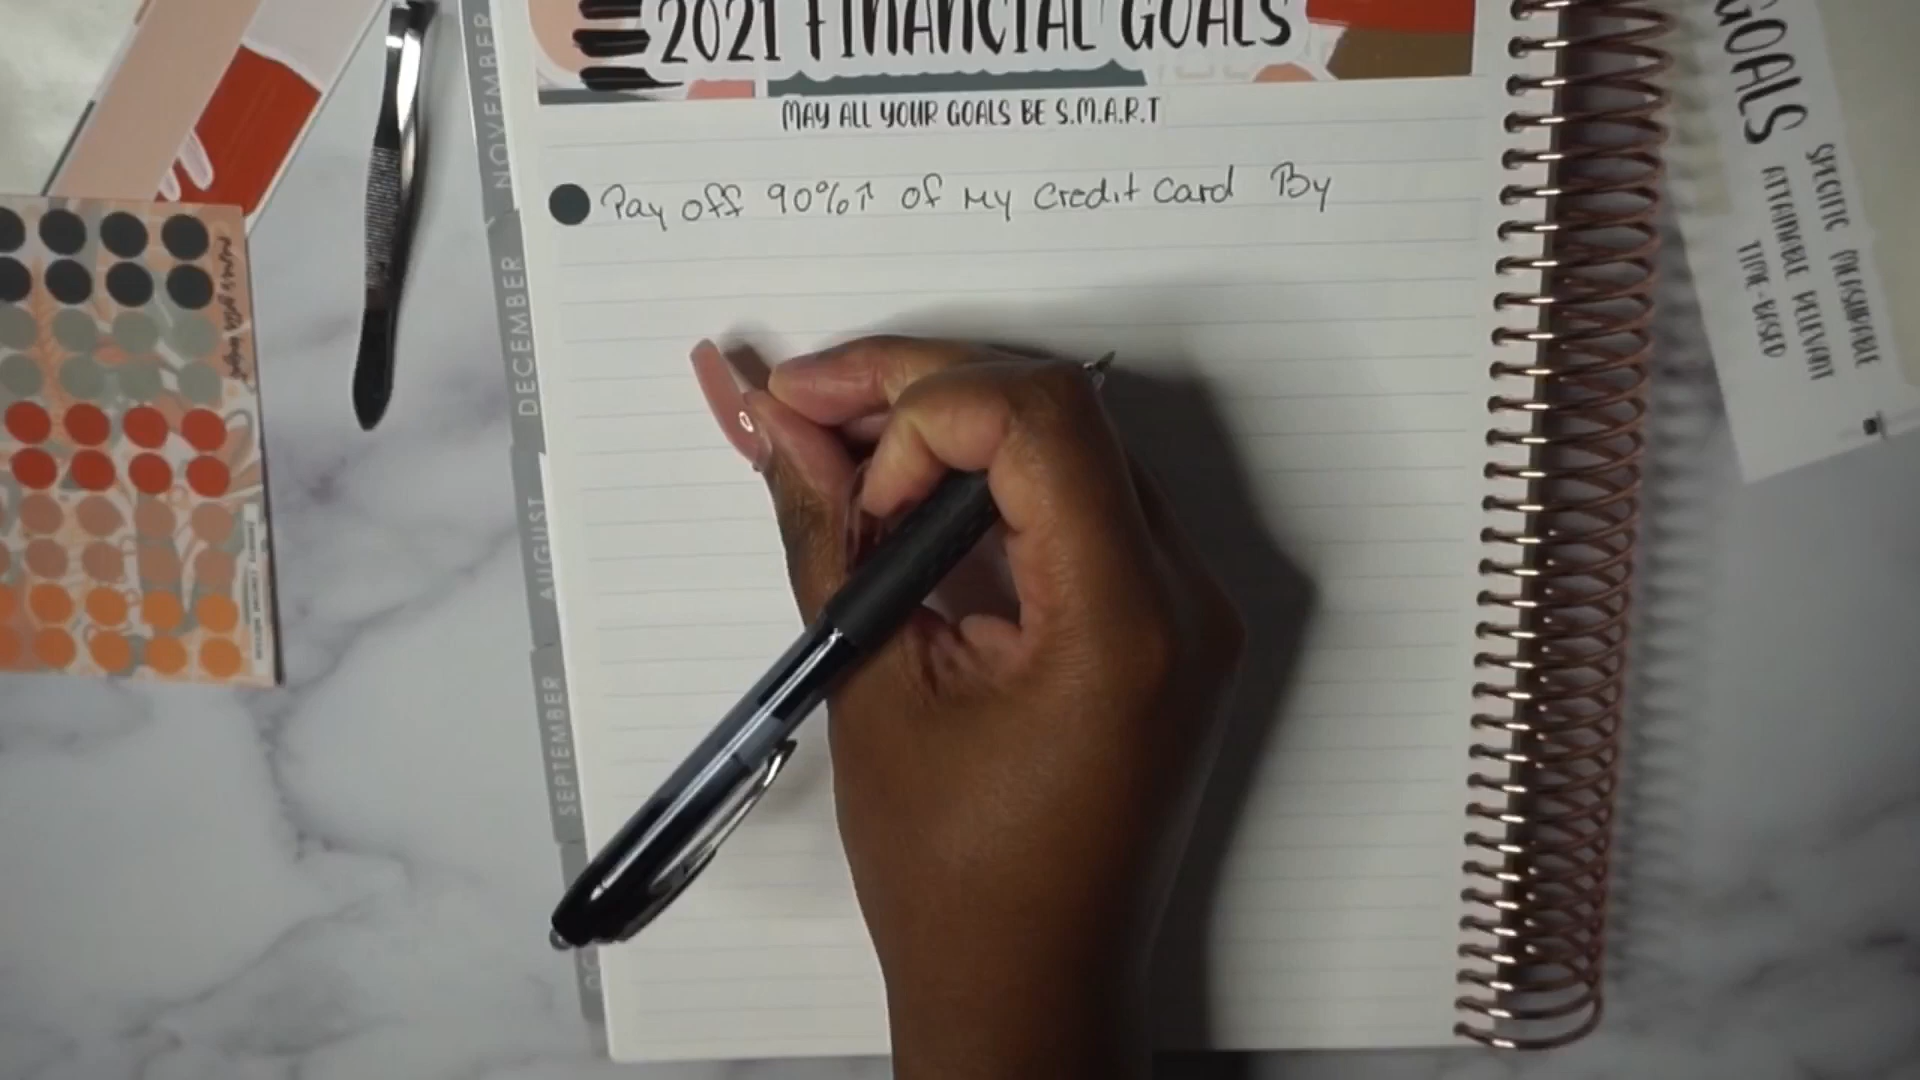 2021 FINANCIAL GOALS
MAY ALL YOUR GOALS BE S.M.A.R.T
Pay off 90%↑ of My Credit Card By
NOVEMBER
DECEMBER
AUGUST
SEPTEMBER
GOALS
SPECIFIC MEASURABLE
ATTAINABLE RELEVANT
TIME-BASED